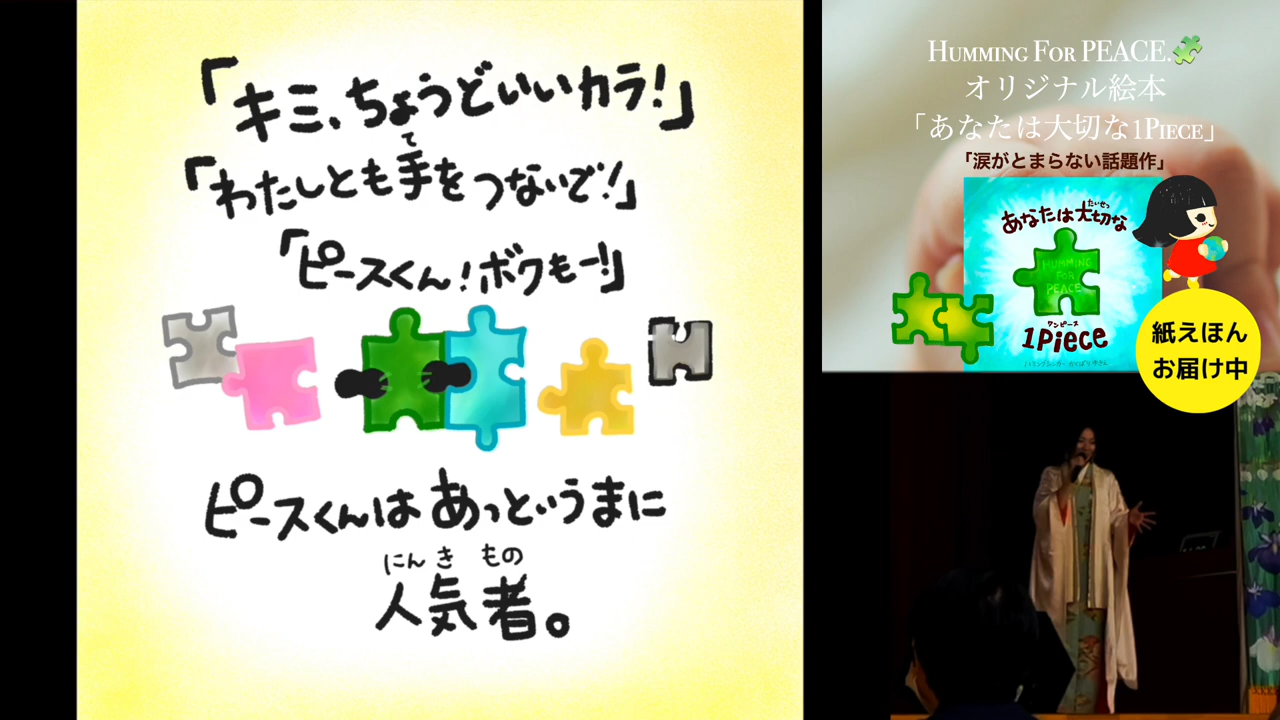 「キミ、ちょうどいいカラ!」
て
「わたしとも手をつないで!」
「ピースくん!ボクもー!」
ピースくんは あっというまに
にん き もの
人気者。
HUMMING FOR PEACE.
オリジナル絵本
「あなたは大切な1PIECE」
「涙がとまらない話題作」
たいせつ
あなたは大切な
HUMMING
FOR
PEACE
ワンピース
1Piece
紙えほん
お届け中